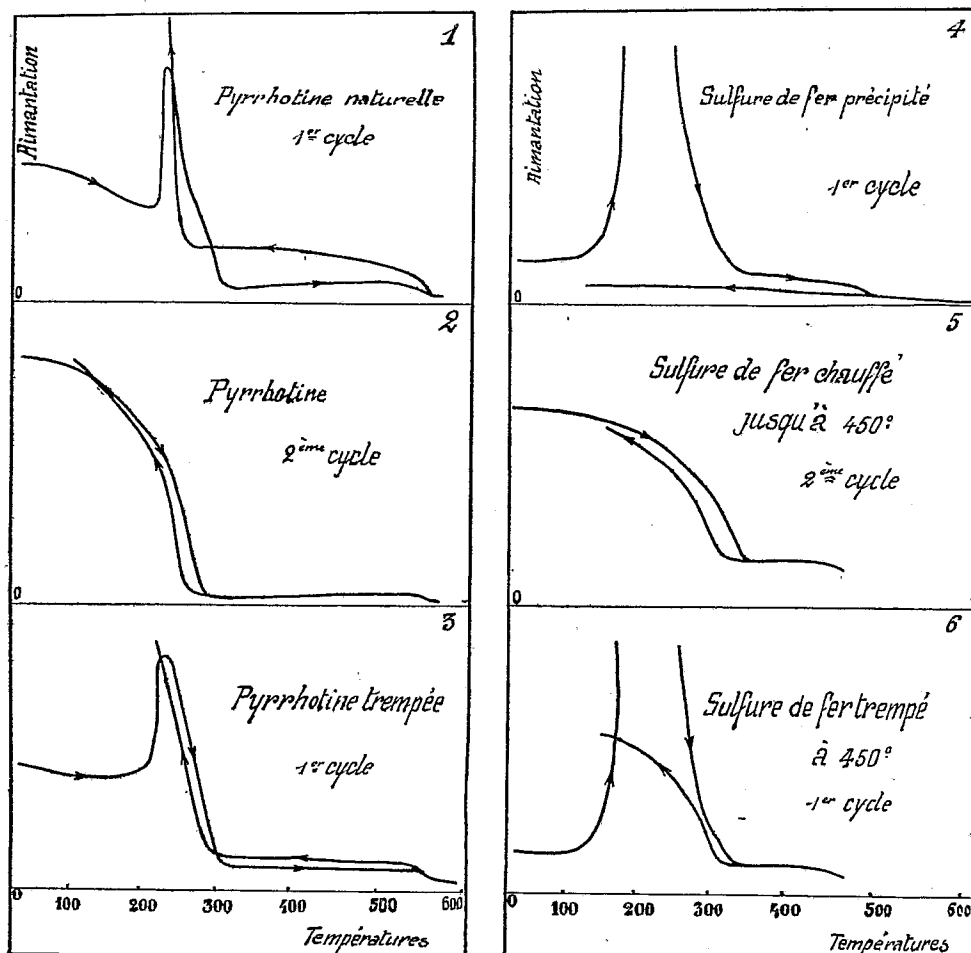 1
Aimantation
Pyrrhotine naturelle
1er cycle
0
2
Pyrrhotine
2ème cycle
0
3
Pyrrhotine trempée
1er cycle
0
100 200 300 400 500 600
Températures
4
Aimantation
Sulfure de fer précipité
1er cycle
0
5
Sulfure de fer chauffé
jusqu'à 450°
2ème cycle
0
6
Sulfure de fer trempé
à 450°
1er cycle
0
100 200 300 400 500 600
Températures